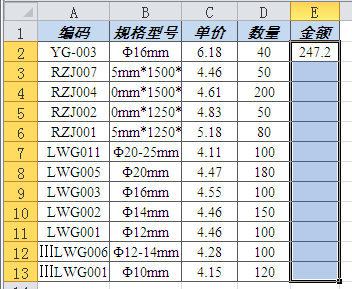 A B C D E
1 编码 规格型号 单价 数量 金额
2 YG-003 Φ16mm 6.18 40 247.2
3 RZJ007 5mm*1500* 4.46 50
4 RZJ004 0mm*1500* 4.61 200
5 RZJ002 0mm*1250* 4.83 50
6 RZJ001 5mm*1250* 5.18 80
7 LWG011 Φ20-25mm 4.11 100
8 LWG005 Φ20mm 4.47 180
9 LWG003 Φ16mm 4.55 100
10 LWG002 Φ14mm 4.46 150
11 LWG001 Φ12mm 4.46 100
12 ⅢLWG006 Φ12-14mm 4.28 100
13 ⅢLWG001 Φ10mm 4.15 120